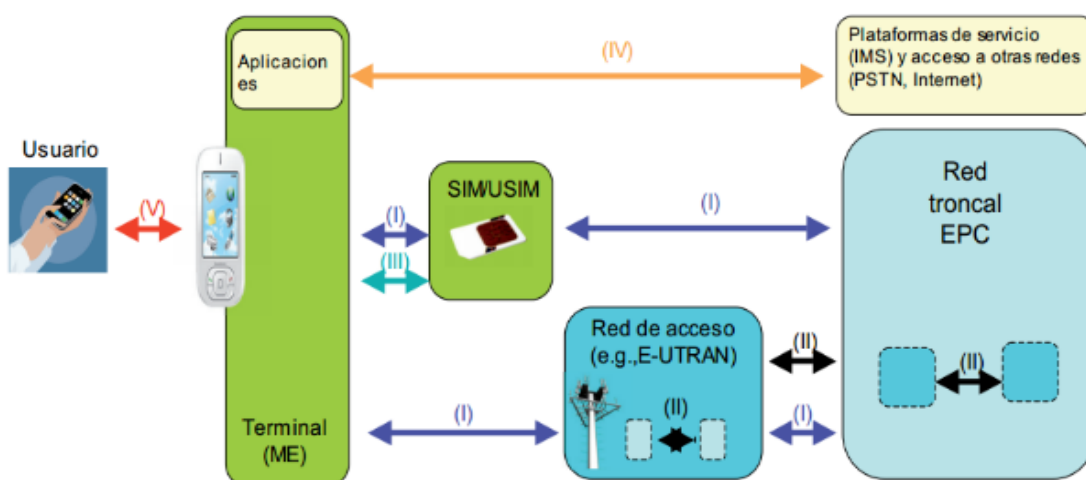 Aplicacion
es
(IV)
Plataformas de servicio
(IMS) y acceso a otras redes
(PSTN, Internet)
Usuario
(V)
(I)
(III)
SIM/USIM
(I)
Red
troncal
EPC
Red de acceso
(e.g.,E-UTRAN)
(II)
(II)
(II)
(I)
(I)
Terminal
(ME)